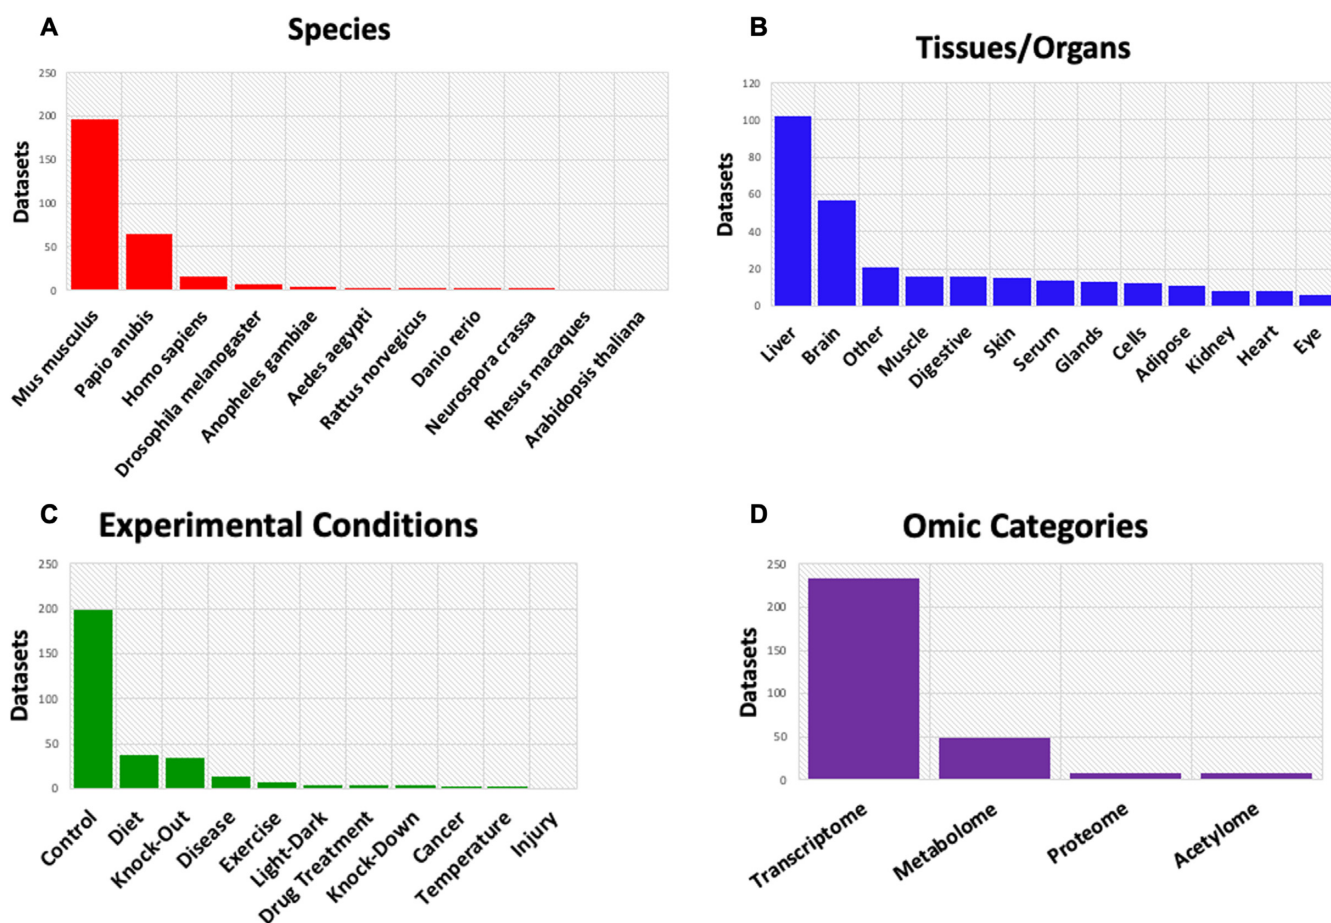 A
Species
Datasets
250
200
150
100
50
0
Mus musculus
Papio anubis
Homo sapiens
Drosophila melanogaster
Anopheles gambiae
Aedes aegypti
Rattus norvegicus
Danio rerio
Neurospora crassa
Rhesus macaques
Arabidopsis thaliana
B
Tissues/Organs
Datasets
120
100
80
60
40
20
0
Liver
Brain
Other
Muscle
Digestive
Skin
Serum
Glands
Cells
Adipose
Kidney
Heart
Eye
C
Experimental Conditions
Datasets
250
200
150
100
50
0
Control
Diet
Knock-Out
Disease
Exercise
Light-Dark
Drug Treatment
Knock-Down
Cancer
Temperature
Injury
D
Omic Categories
Datasets
250
200
150
100
50
0
Transcriptome
Metabolome
Proteome
Acetylome